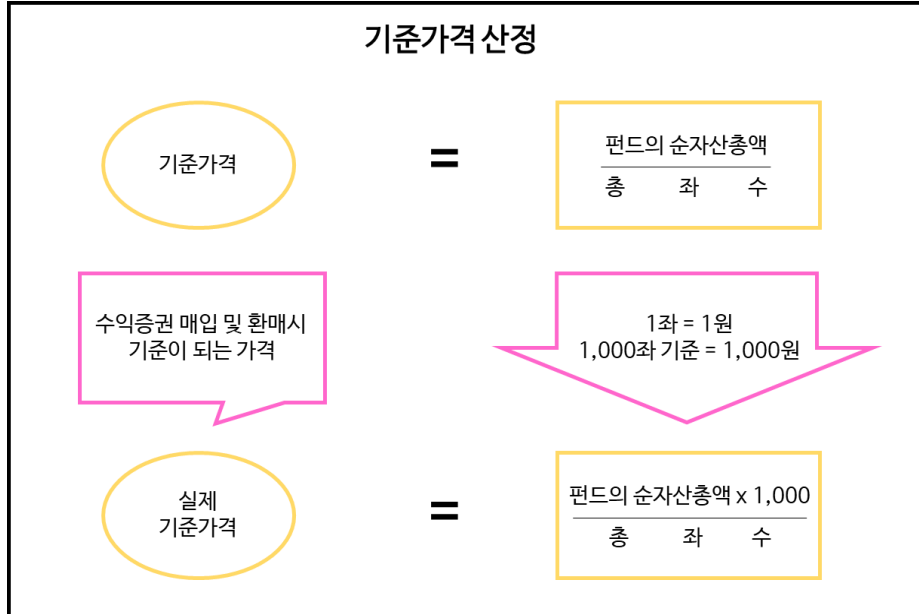 기준가격 산정
기준가격
=
펀드의 순자산총액
총 좌 수
수익증권 매입 및 환매시
기준이 되는 가격
1좌 = 1원
1,000좌 기준 = 1,000원
실제
기준가격
=
펀드의 순자산총액 x 1,000
총 좌 수